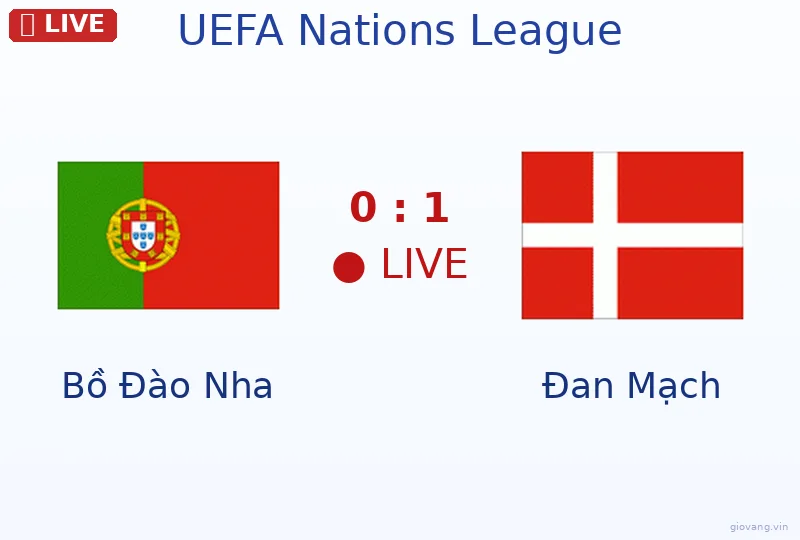 LIVE
UEFA Nations League
0 : 1
● LIVE
Bồ Đào Nha
Đan Mạch
giovang.vin